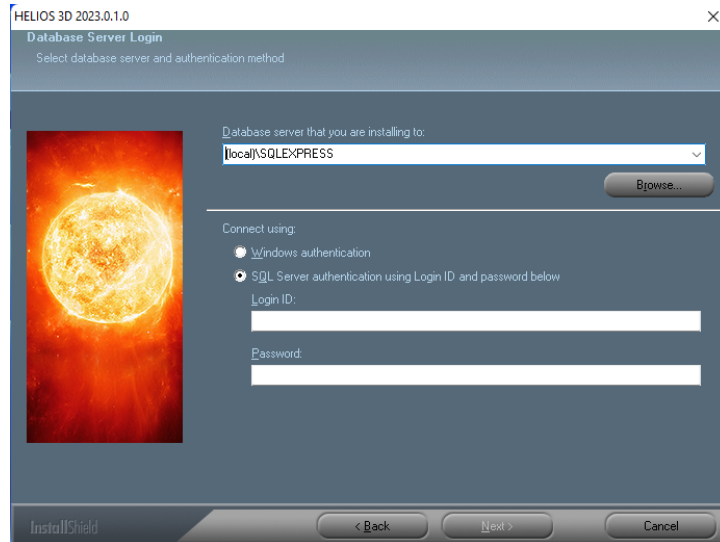 HELIOS 3D 2023.0.1.0
Database Server Login
Select database server and authentication method
Database server that you are installing to:
(local)\SQLEXPRESS
Browse...
Connect using:
Windows authentication
SQL Server authentication using Login ID and password below
Login ID:
Password:
InstallShield
< Back
Next >
Cancel